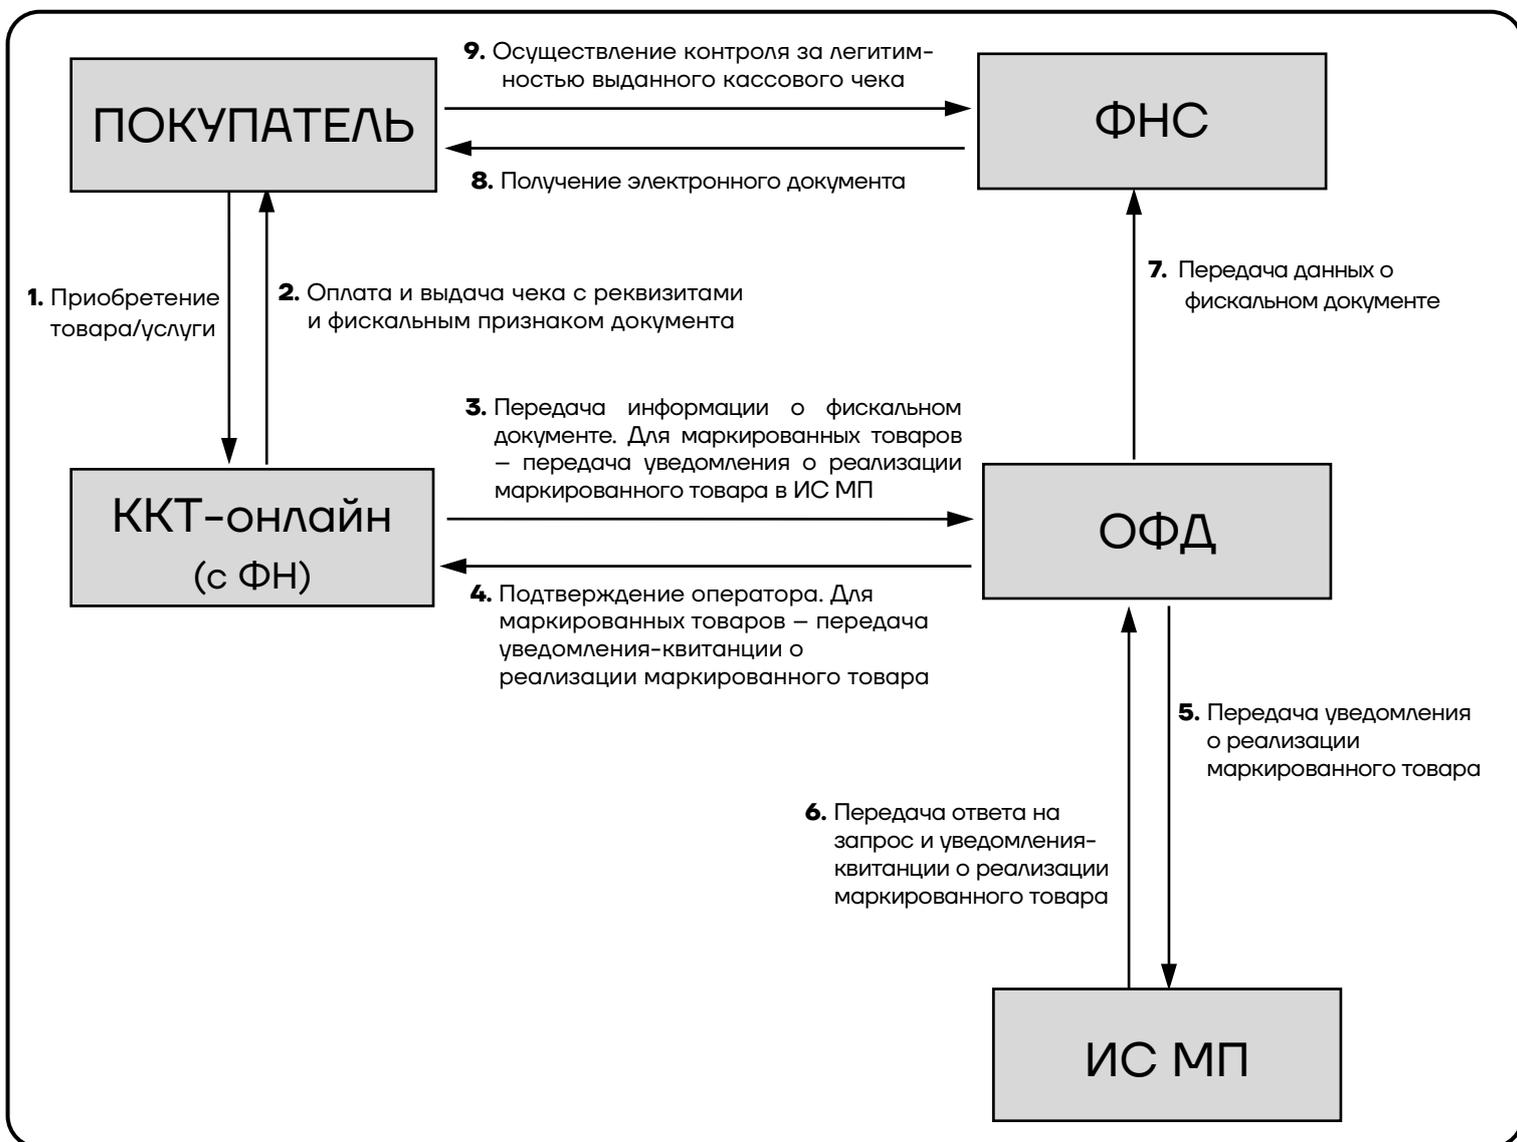 ПОКУПАТЕЛЬ
9. Осуществление контроля за легитим-
ностью выданного кассового чека
ФНС
8. Получение электронного документа
1. Приобретение
товара/услуги
2. Оплата и выдача чека с реквизитами
и фискальным признаком документа
7. Передача данных о
фискальном документе
3. Передача информации о фискальном
документе. Для маркированных товаров
– передача уведомления о реализации
маркированного товара в ИС МП
ККТ-онлайн
(с ФН)
ОФД
4. Подтверждение оператора. Для
маркированных товаров – передача
уведомления-квитанции о
реализации маркированного товара
5. Передача уведомления
о реализации
маркированного товара
6. Передача ответа на
запрос и уведомления-
квитанции о реализации
маркированного товара
ИС МП